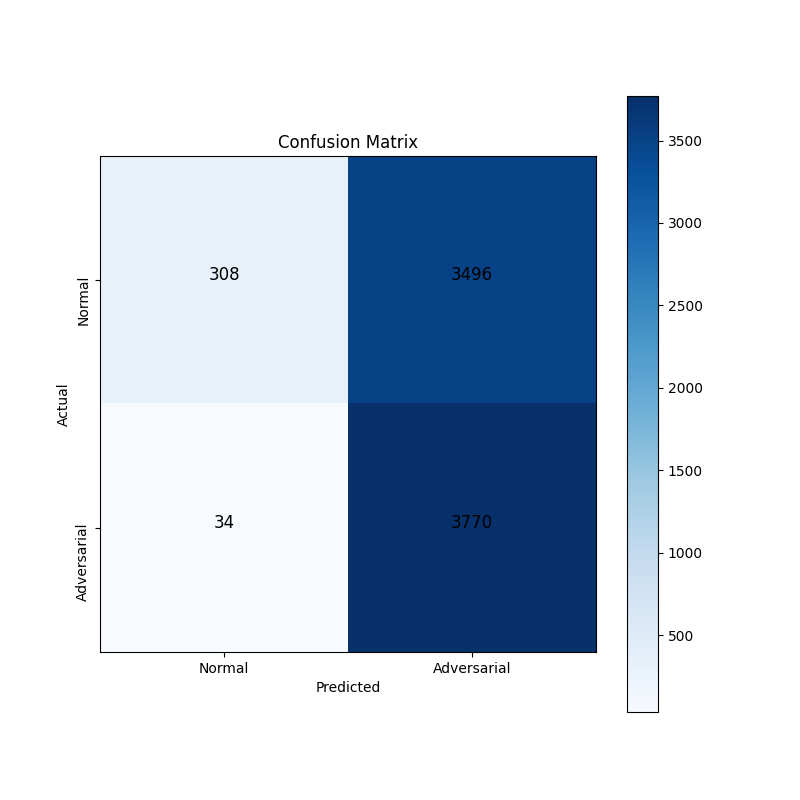 Confusion Matrix
308
3496
34
3770
Normal
Adversarial
Actual
Normal
Adversarial
Predicted
3500
3000
2500
2000
1500
1000
500